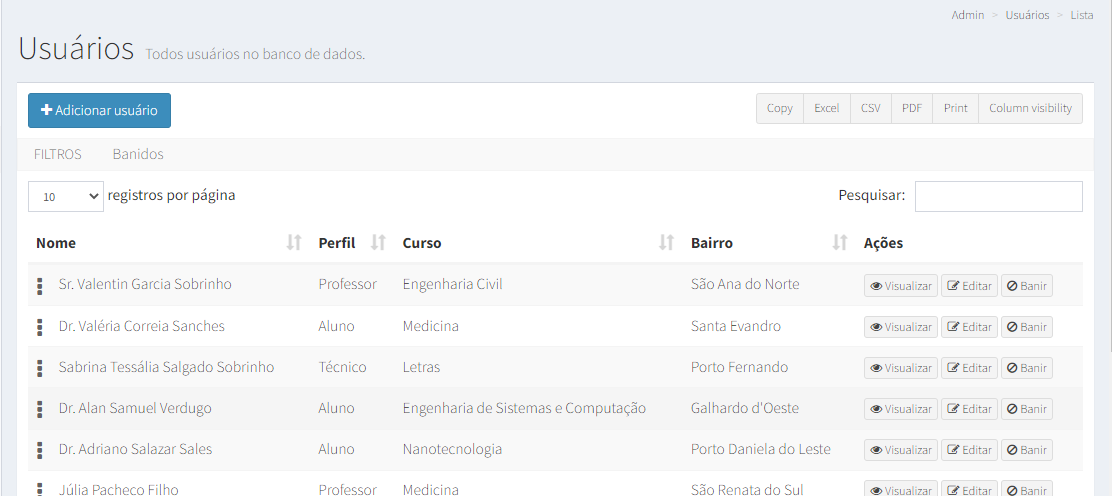 Admin > Usuários > Lista
Usuários Todos usuários no banco de dados.
Adicionar usuário Copy Excel CSV PDF Print Column visibility
FILTROS Banidos
10 registros por página Pesquisar:
Nome Perfil Curso Bairro Ações
Sr. Valentin Garcia Sobrinho Professor Engenharia Civil São Ana do Norte Visualizar Editar Banir
Dr. Valéria Correia Sanches Aluno Medicina Santa Evandro Visualizar Editar Banir
Sabrina Tessália Salgado Sobrinho Técnico Letras Porto Fernando Visualizar Editar Banir
Dr. Alan Samuel Verdugo Aluno Engenharia de Sistemas e Computação Galhardo d'Oeste Visualizar Editar Banir
Dr. Adriano Salazar Sales Aluno Nanotecnologia Porto Daniela do Leste Visualizar Editar Banir
Júlia Pacheco Filho Professor Medicina São Renata do Sul Visualizar Editar Banir